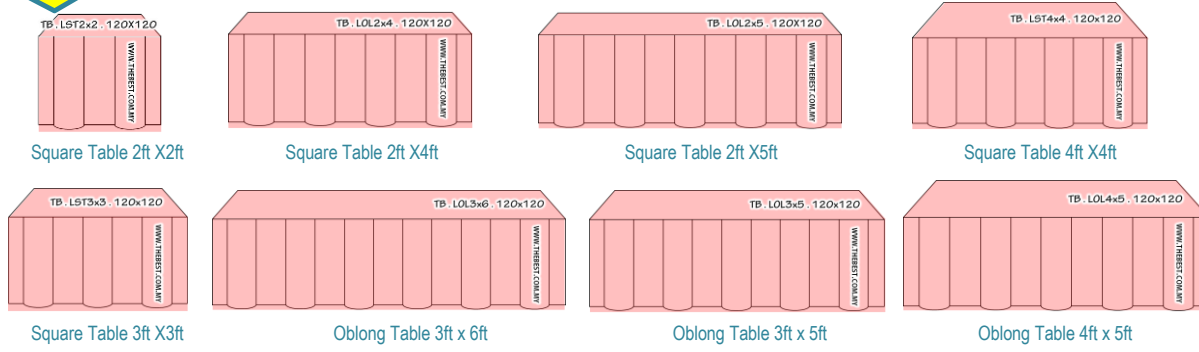 TB . LST2x2 . 120X120
WWW.THEBEST.COM.MY
Square Table 2ft X2ft
TB . LOL2x4 . 120X120
WWW.THEBEST.COM.MY
Square Table 2ft X4ft
TB . LOL2x5 . 120X120
WWW.THEBEST.COM.MY
Square Table 2ft X5ft
TB . LST4x4 . 120x120
WWW.THEBEST.COM.MY
Square Table 4ft X4ft
TB . LST3x3 . 120x120
WWW.THEBEST.COM.MY
Square Table 3ft X3ft
TB . LOL3x6 . 120x120
WWW.THEBEST.COM.MY
Oblong Table 3ft x 6ft
TB . LOL3x5 . 120x120
WWW.THEBEST.COM.MY
Oblong Table 3ft x 5ft
TB . LOL4x5 . 120x120
WWW.THEBEST.COM.MY
Oblong Table 4ft x 5ft